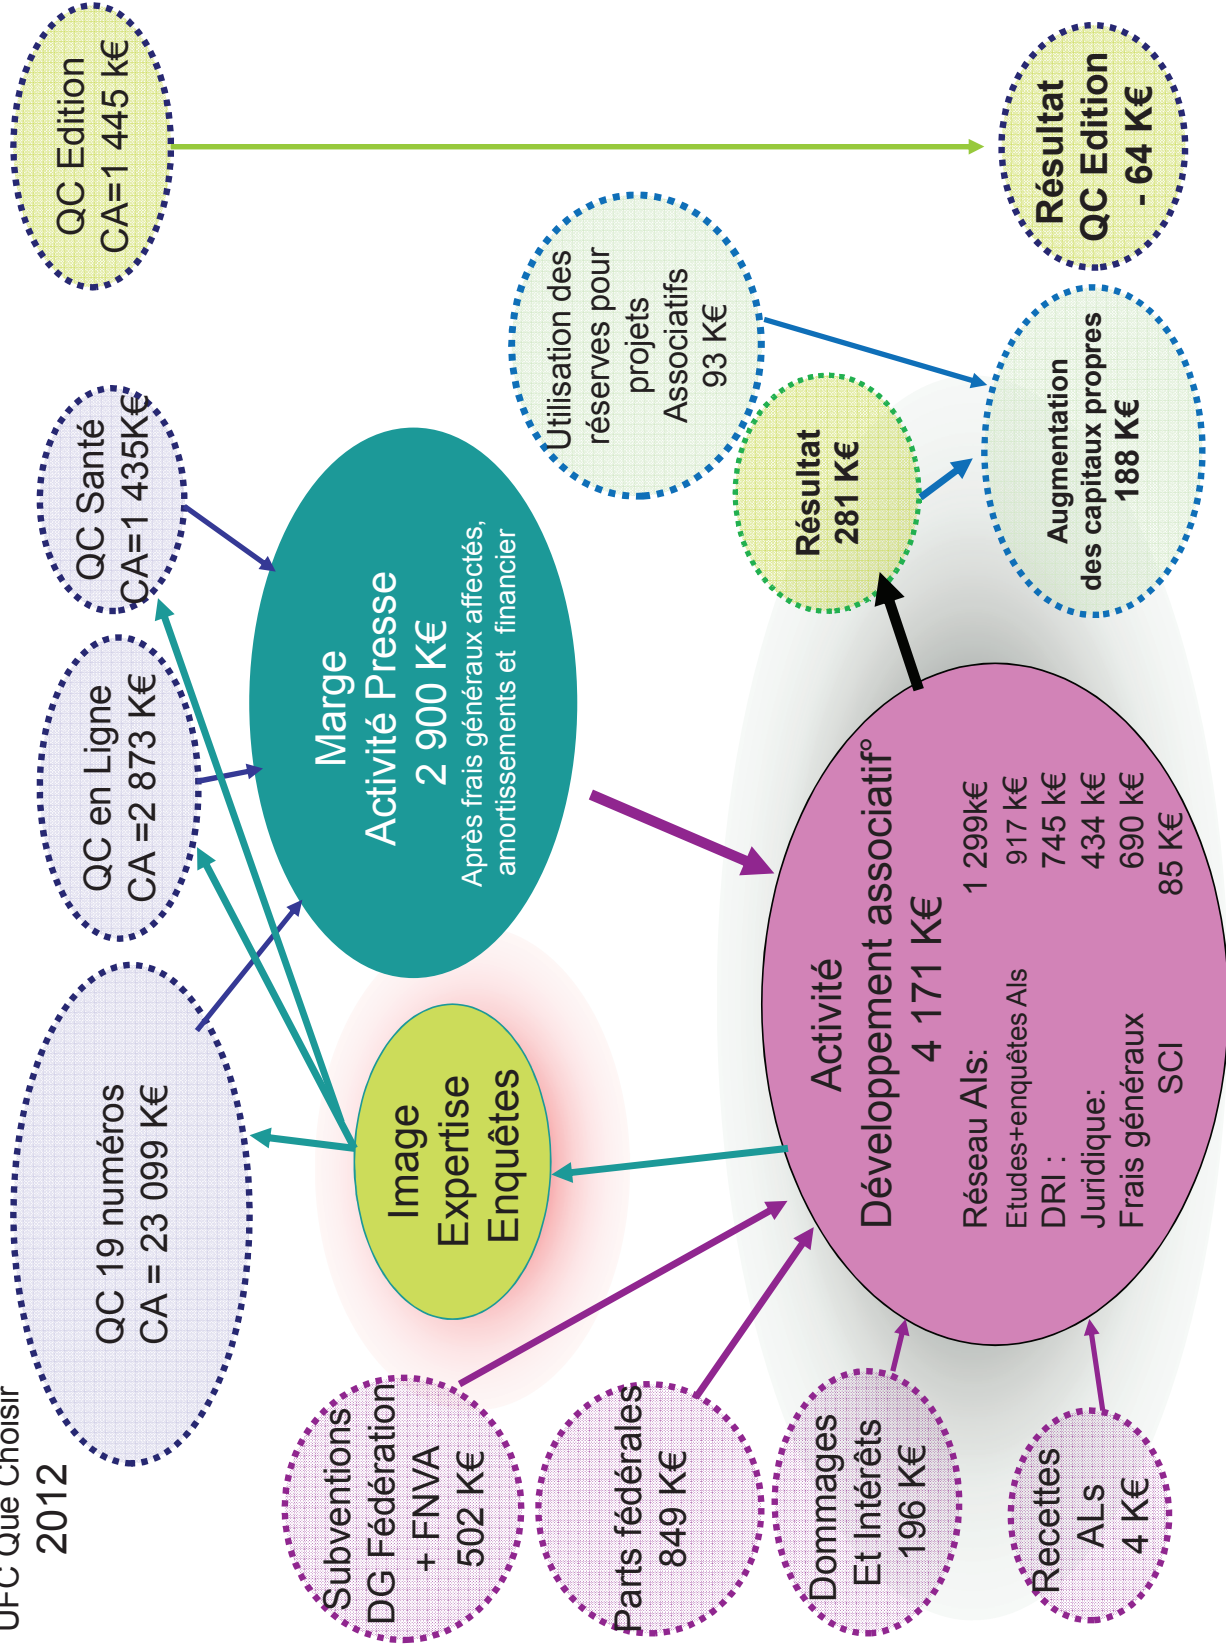 UFC Que Choisir
2012
QC 19 numéros
CA = 23 099 K€
QC en Ligne
CA =2 873 K€
QC Santé
CA=1 435K€
QC Edition
CA=1 445 k€
Subventions
DG Fédération
+ FNVA
502 K€
Parts fédérales
849 K€
Dommages
Et Intérêts
196 K€
Recettes
ALs
4 K€
Image
Expertise
Enquêtes
Marge
Activité Presse
2 900 K€
Après frais généraux affectés,
amortissements et financier
Utilisation des
réserves pour
projets
Associatifs
93 K€
Activité
Développement associatif°
4 171 K€
Réseau Als: 1 299k€
Etudes+enquêtes Als 917 k€
DRI : 745 k€
Juridique: 434 k€
Frais généraux 690 k€
SCI 85 K€
Résultat
281 K€
Augmentation
des capitaux propres
188 K€
Résultat
QC Edition
- 64 K€